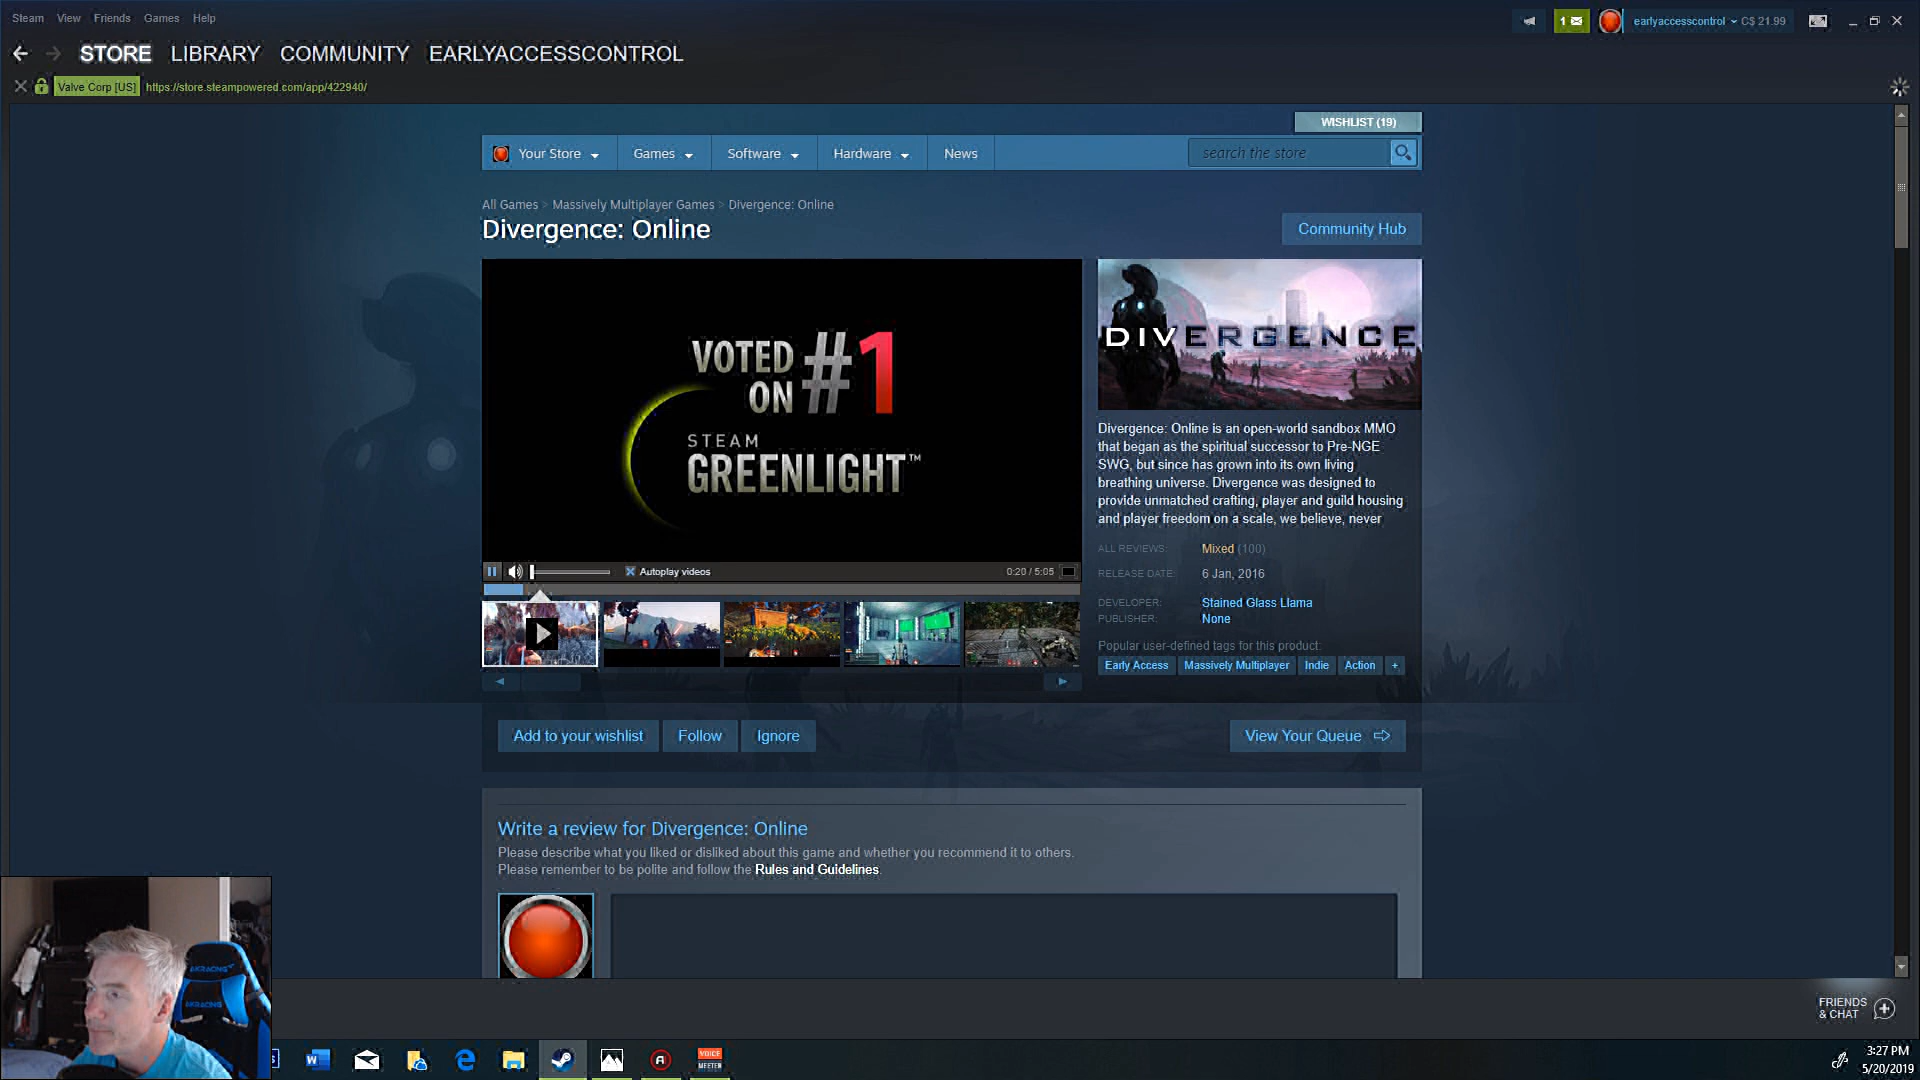 Steam View Friends Games Help
1
earlyaccesscontrol C$ 21.99
STORE LIBRARY COMMUNITY EARLYACCESSCONTROL
Valve Corp [US] https://store.steampowered.com/app/422940/
WISHLIST (19)
Your Store Games Software Hardware News
search the store
All Games > Massively Multiplayer Games > Divergence: Online
Divergence: Online
Community Hub
VOTED
ON #1
STEAM
GREENLIGHT™
DIVERGENCE
Divergence: Online is an open-world sandbox MMO
that began as the spiritual successor to Pre-NGE
SWG, but since has grown into its own living
breathing universe. Divergence was designed to
provide unmatched crafting, player and guild housing
and player freedom on a scale, we believe, never
ALL REVIEWS: Mixed (100)
RELEASE DATE: 6 Jan, 2016
DEVELOPER: Stained Glass Llama
PUBLISHER: None
Popular user-defined tags for this product:
Early Access Massively Multiplayer Indie Action +
Autoplay videos 0:20 / 5:05
Add to your wishlist Follow Ignore
View Your Queue
Write a review for Divergence: Online
Please describe what you liked or disliked about this game and whether you recommend it to others.
Please remember to be polite and follow the Rules and Guidelines.
AKRACING
AKRACING
FRIENDS
& CHAT
VOICE
MEETER
3:27 PM
5/20/2019